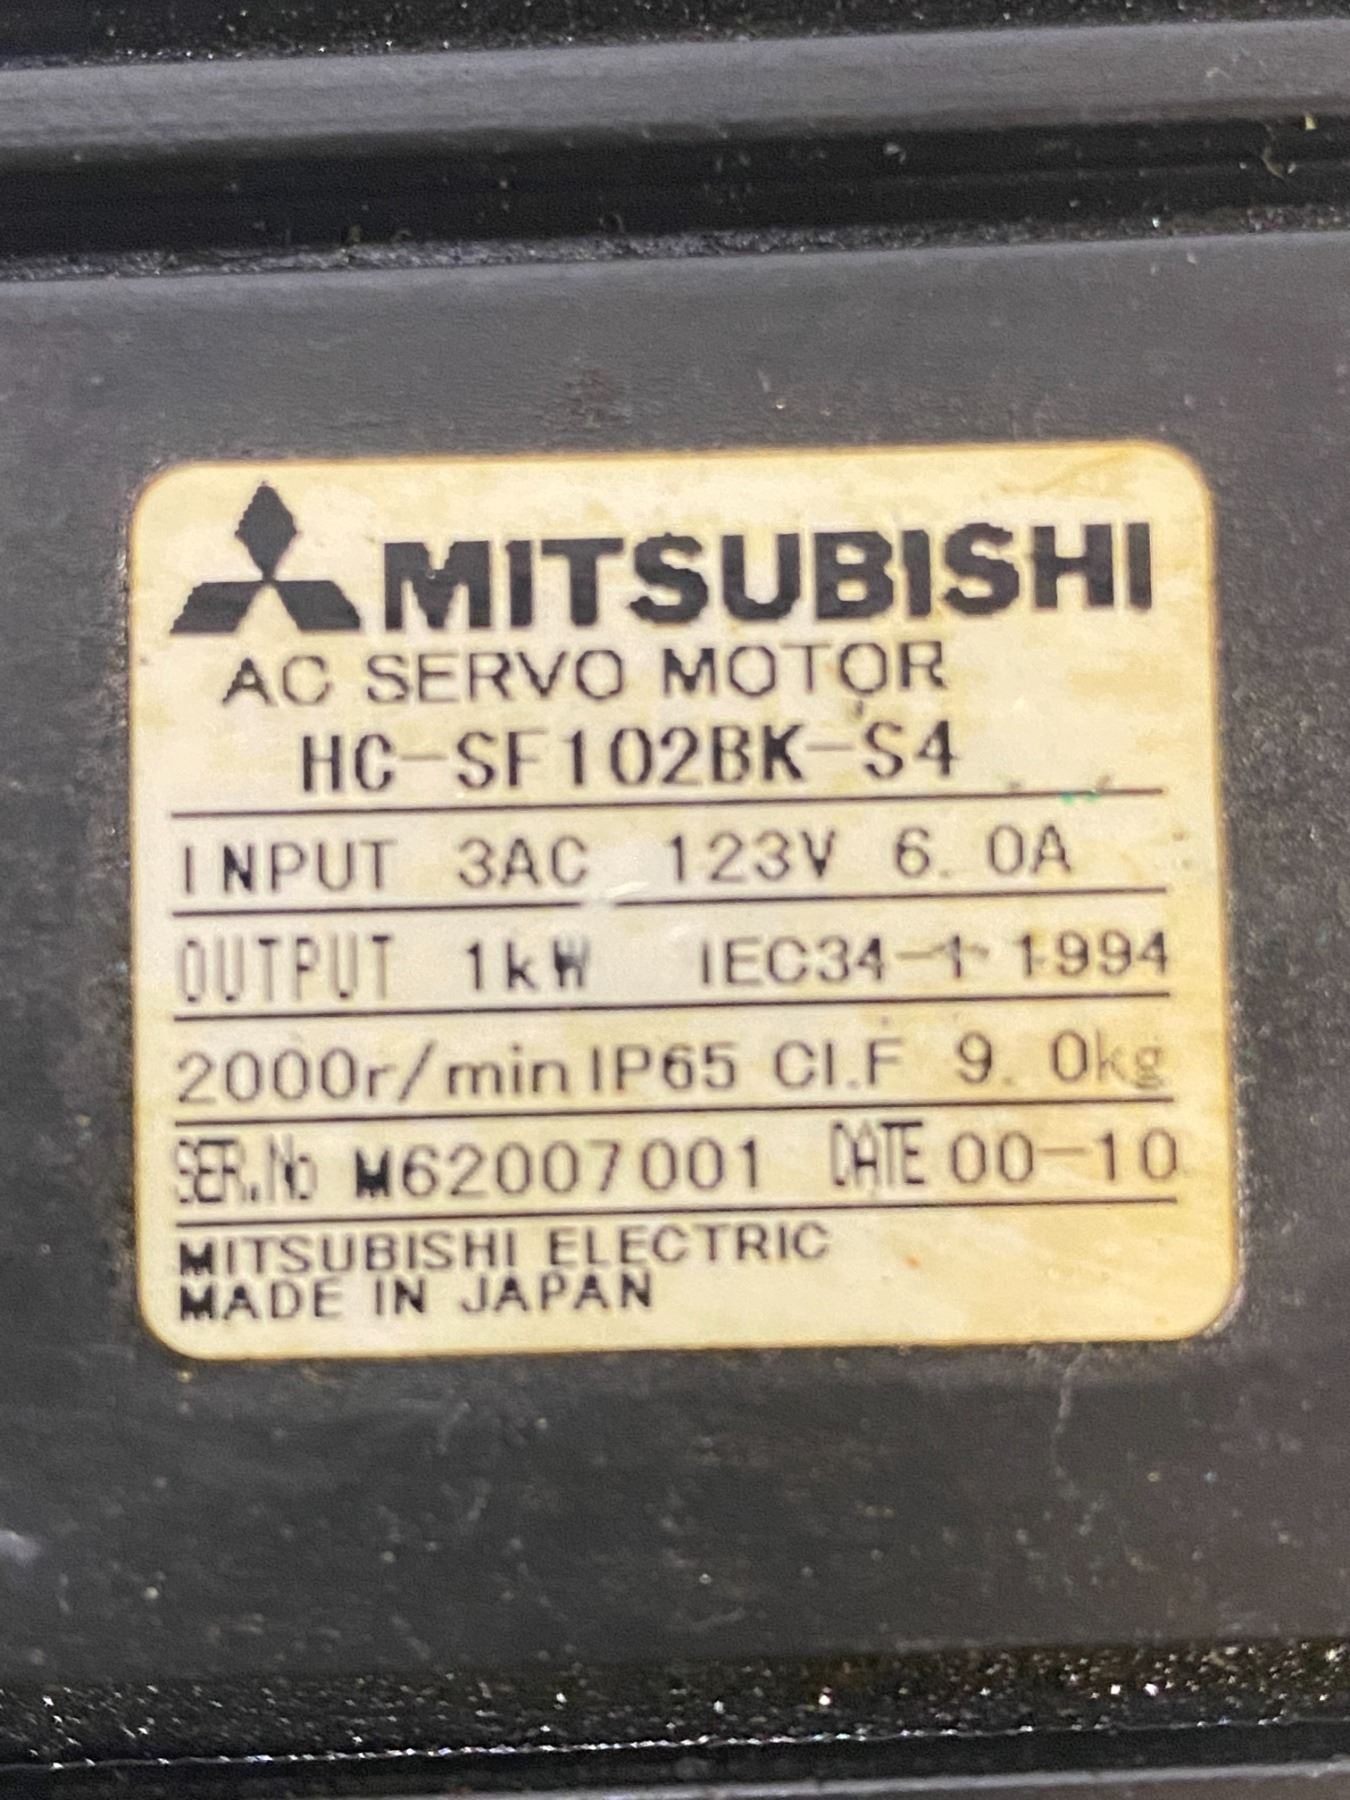 MITSUBISHI
AC SERVO MOTOR
HC-SF102BK-S4
INPUT 3AC 123V 6.0A
OUTPUT 1kW IEC34-1-1994
2000r/min IP65 CI.F 9.0kg
SER.No M62007001 DATE 00-10
MITSUBISHI ELECTRIC
MADE IN JAPAN